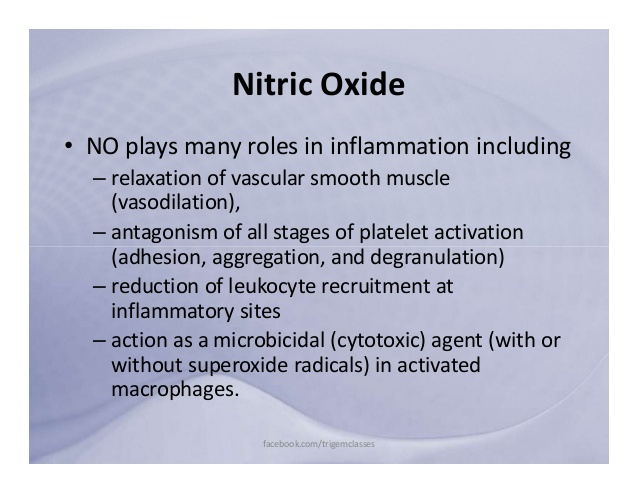 Nitric Oxide
• NO plays many roles in inflammation including
– relaxation of vascular smooth muscle
(vasodilation),
– antagonism of all stages of platelet activation
(adhesion, aggregation, and degranulation)
– reduction of leukocyte recruitment at
inflammatory sites
– action as a microbicidal (cytotoxic) agent (with or
without superoxide radicals) in activated
macrophages.
facebook.com/trigemclasses